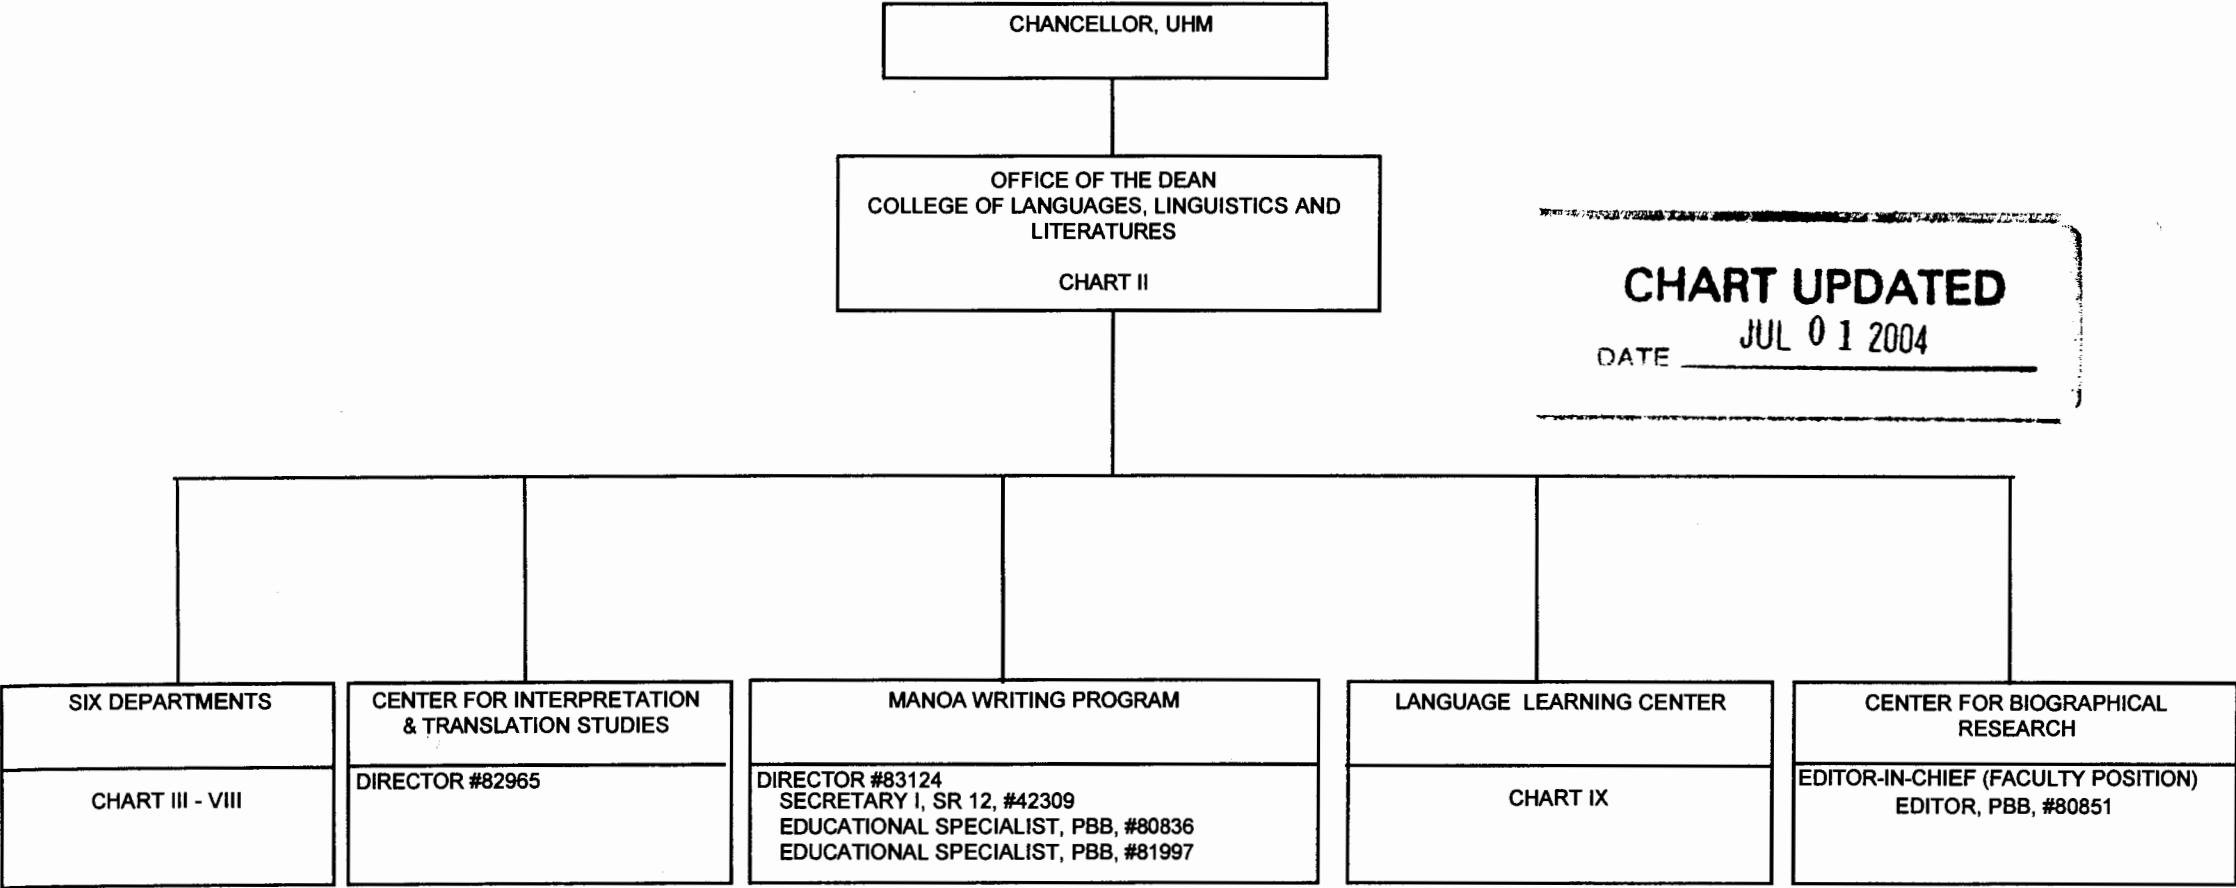 CHANCELLOR, UHM
OFFICE OF THE DEAN
COLLEGE OF LANGUAGES, LINGUISTICS AND
LITERATURES
CHART II
CHART UPDATED
DATE JUL 01 2004
SIX DEPARTMENTS
CHART III - VIII
CENTER FOR INTERPRETATION
& TRANSLATION STUDIES
DIRECTOR #82965
MANOA WRITING PROGRAM
DIRECTOR #83124
SECRETARY I, SR 12, #42309
EDUCATIONAL SPECIALIST, PBB, #80836
EDUCATIONAL SPECIALIST, PBB, #81997
LANGUAGE LEARNING CENTER
CHART IX
CENTER FOR BIOGRAPHICAL
RESEARCH
EDITOR-IN-CHIEF (FACULTY POSITION)
EDITOR, PBB, #80851